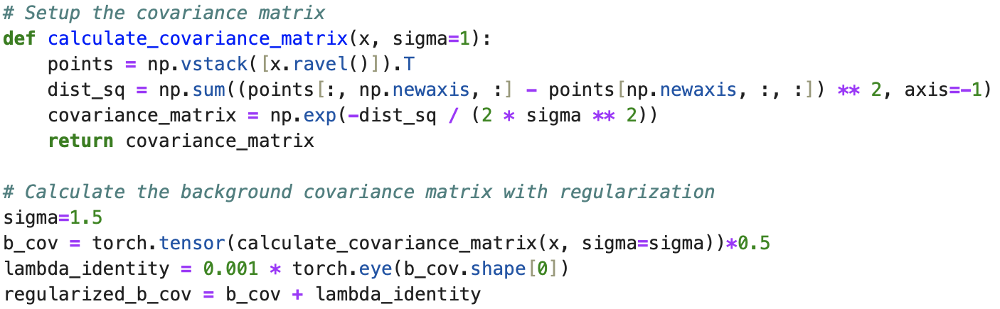 # Setup the covariance matrix
def calculate_covariance_matrix(x, sigma=1):
    points = np.vstack([x.ravel()]).T
    dist_sq = np.sum((points[:, np.newaxis, :] - points[np.newaxis, :, :]) ** 2, axis=-1)
    covariance_matrix = np.exp(-dist_sq / (2 * sigma ** 2))
    return covariance_matrix

# Calculate the background covariance matrix with regularization
sigma=1.5
b_cov = torch.tensor(calculate_covariance_matrix(x, sigma=sigma))*0.5
lambda_identity = 0.001 * torch.eye(b_cov.shape[0])
regularized_b_cov = b_cov + lambda_identity